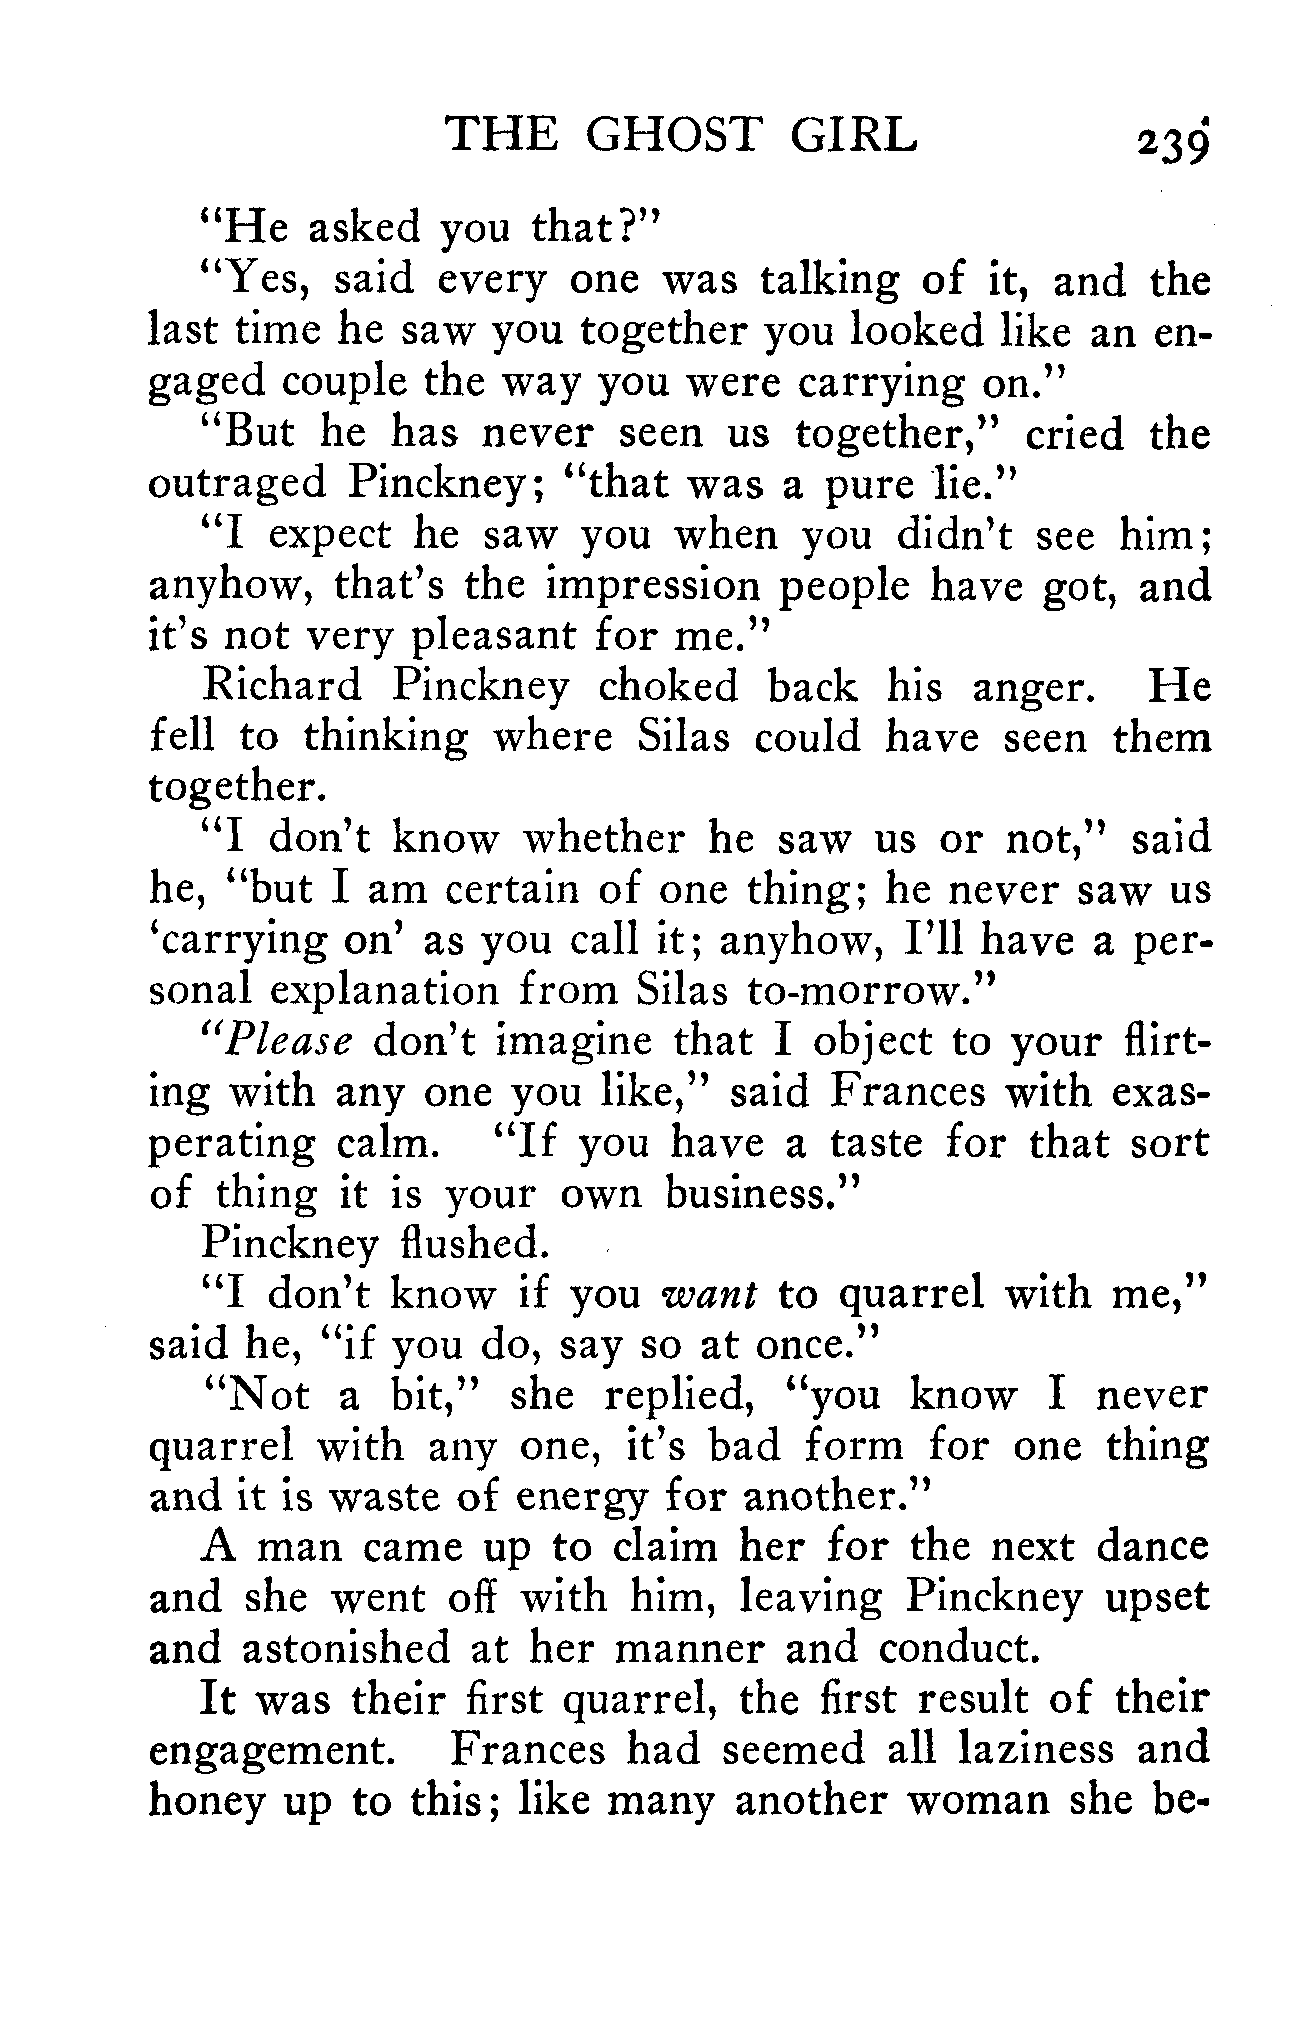 THE GHOST GIRL 239
"He asked you that?"
"Yes, said every one was talking of it, and the
last time he saw you together you looked like an en-
gaged couple the way you were carrying on."
"But he has never seen us together," cried the
outraged Pinckney; "that was a pure lie."
"I expect he saw you when you didn't see him;
anyhow, that's the impression people have got, and
it's not very pleasant for me."
Richard Pinckney choked back his anger. He
fell to thinking where Silas could have seen them
together.
"I don't know whether he saw us or not," said
he, "but I am certain of one thing; he never saw us
'carrying on' as you call it; anyhow, I'll have a per-
sonal explanation from Silas to-morrow."
"Please don't imagine that I object to your flirt-
ing with any one you like," said Frances with exas-
perating calm. "If you have a taste for that sort
of thing it is your own business."
Pinckney flushed.
"I don't know if you want to quarrel with me,"
said he, "if you do, say so at once."
"Not a bit," she replied, "you know I never
quarrel with any one, it's bad form for one thing
and it is waste of energy for another."
A man came up to claim her for the next dance
and she went off with him, leaving Pinckney upset
and astonished at her manner and conduct.
It was their first quarrel, the first result of their
engagement. Frances had seemed all laziness and
honey up to this; like many another woman she be-